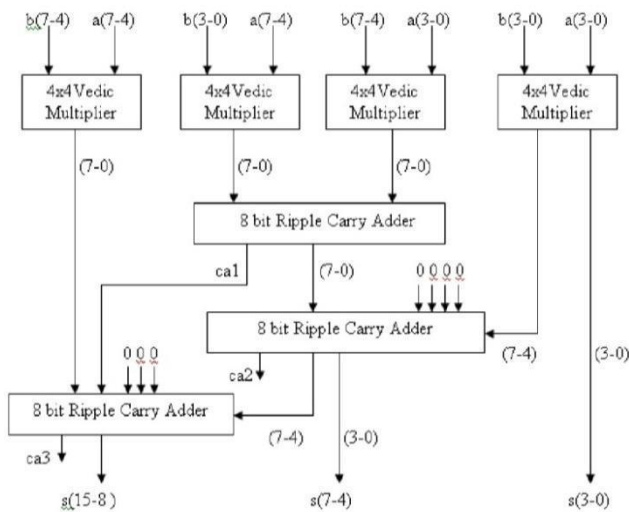 b(7-4) a(7-4) b(3-0) a(7-4) b(7-4) a(3-0) b(3-0) a(3-0)
4x4Vedic Multiplier
4x4Vedic Multiplier
4x4Vedic Multiplier
4x4Vedic Multiplier
(7-0) (7-0) (7-0)
8 bit Ripple Carry Adder
ca1 (7-0) 0 0 0 0
8 bit Ripple Carry Adder
0 0 0 ca2 (7-4) (3-0)
8 bit Ripple Carry Adder
ca3 (7-4) (3-0)
s(15-8 ) s(7-4) s(3-0)